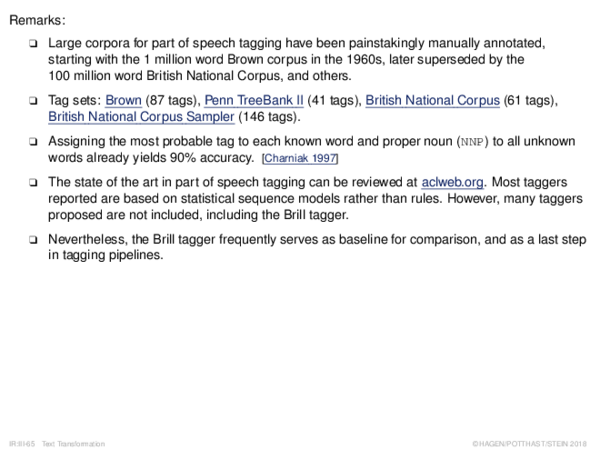 Remarks:
❑ Large corpora for part of speech tagging have been painstakingly manually annotated,
starting with the 1 million word Brown corpus in the 1960s, later superseded by the
100 million word British National Corpus, and others.
❑ Tag sets: Brown (87 tags), Penn TreeBank II (41 tags), British National Corpus (61 tags),
British National Corpus Sampler (146 tags).
❑ Assigning the most probable tag to each known word and proper noun (NNP) to all unknown
words already yields 90% accuracy. [Charniak 1997]
❑ The state of the art in part of speech tagging can be reviewed at aclweb.org. Most taggers
reported are based on statistical sequence models rather than rules. However, many taggers
proposed are not included, including the Brill tagger.
❑ Nevertheless, the Brill tagger frequently serves as baseline for comparison, and as a last step
in tagging pipelines.
IR:III-65 Text Transformation ©HAGEN/POTTHAST/STEIN 2018